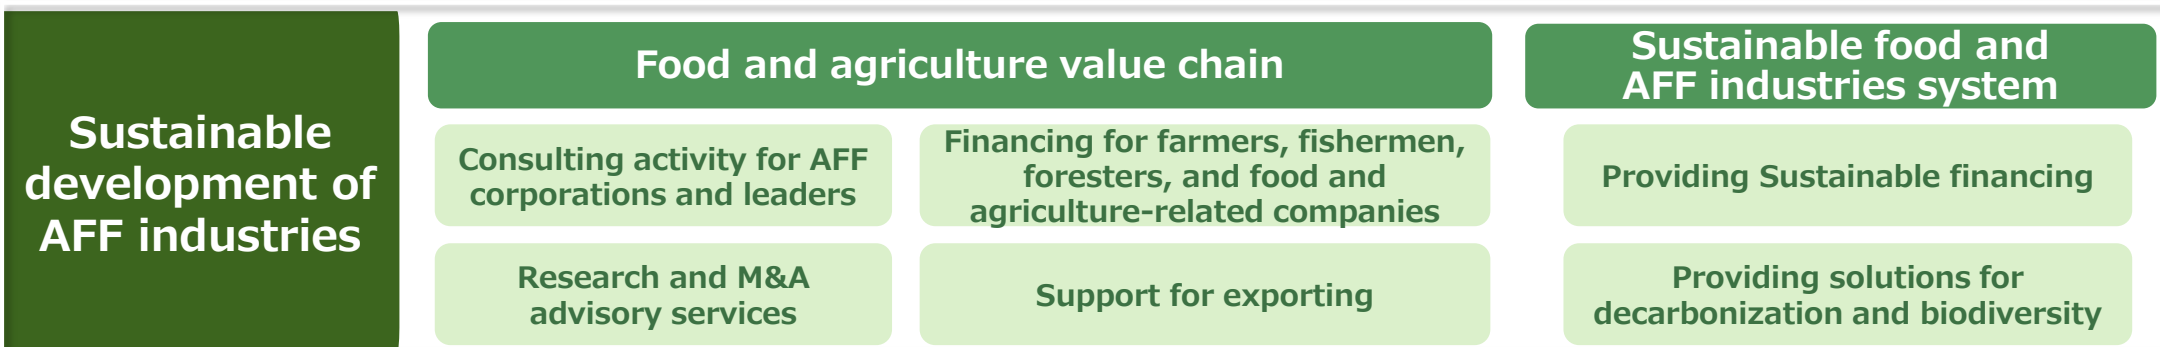 Sustainable
development of
AFF industries
Food and agriculture value chain
Consulting activity for AFF
corporations and leaders
Financing for farmers, fishermen,
foresters, and food and
agriculture-related companies
Research and M&A
advisory services
Support for exporting
Sustainable food and
AFF industries system
Providing Sustainable financing
Providing solutions for
decarbonization and biodiversity